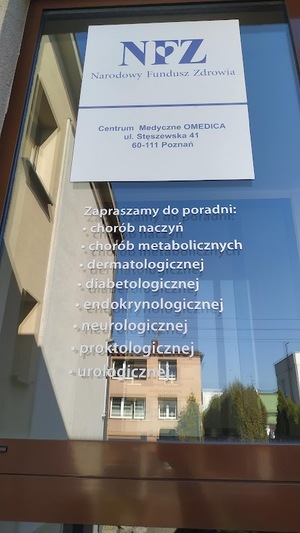 NFZ
Narodowy Fundusz Zdrowia
Centrum Medyczne OMEDICA
ul. Stęszewska 41
60-111 Poznań
Zapraszamy do poradni:
• chorób naczyń
• chorób metabolicznych
• dermatologicznej
• diabetologicznej
• endokrynologicznej
• neurologicznej
• proktologicznej
• urologicznej